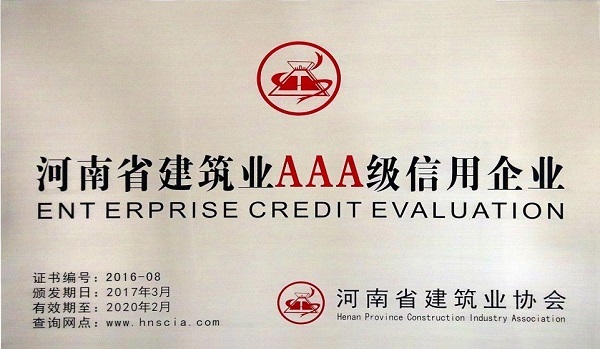 河南省建筑业AAA级信用企业
ENTERPRISE CREDIT EVALUATION
证书编号：2016-08
颁发期日：2017年3月
有效期至：2020年2月
查询网点：www.hnscia.com
河南省建筑业协会
Henan Province Construction Industry Association